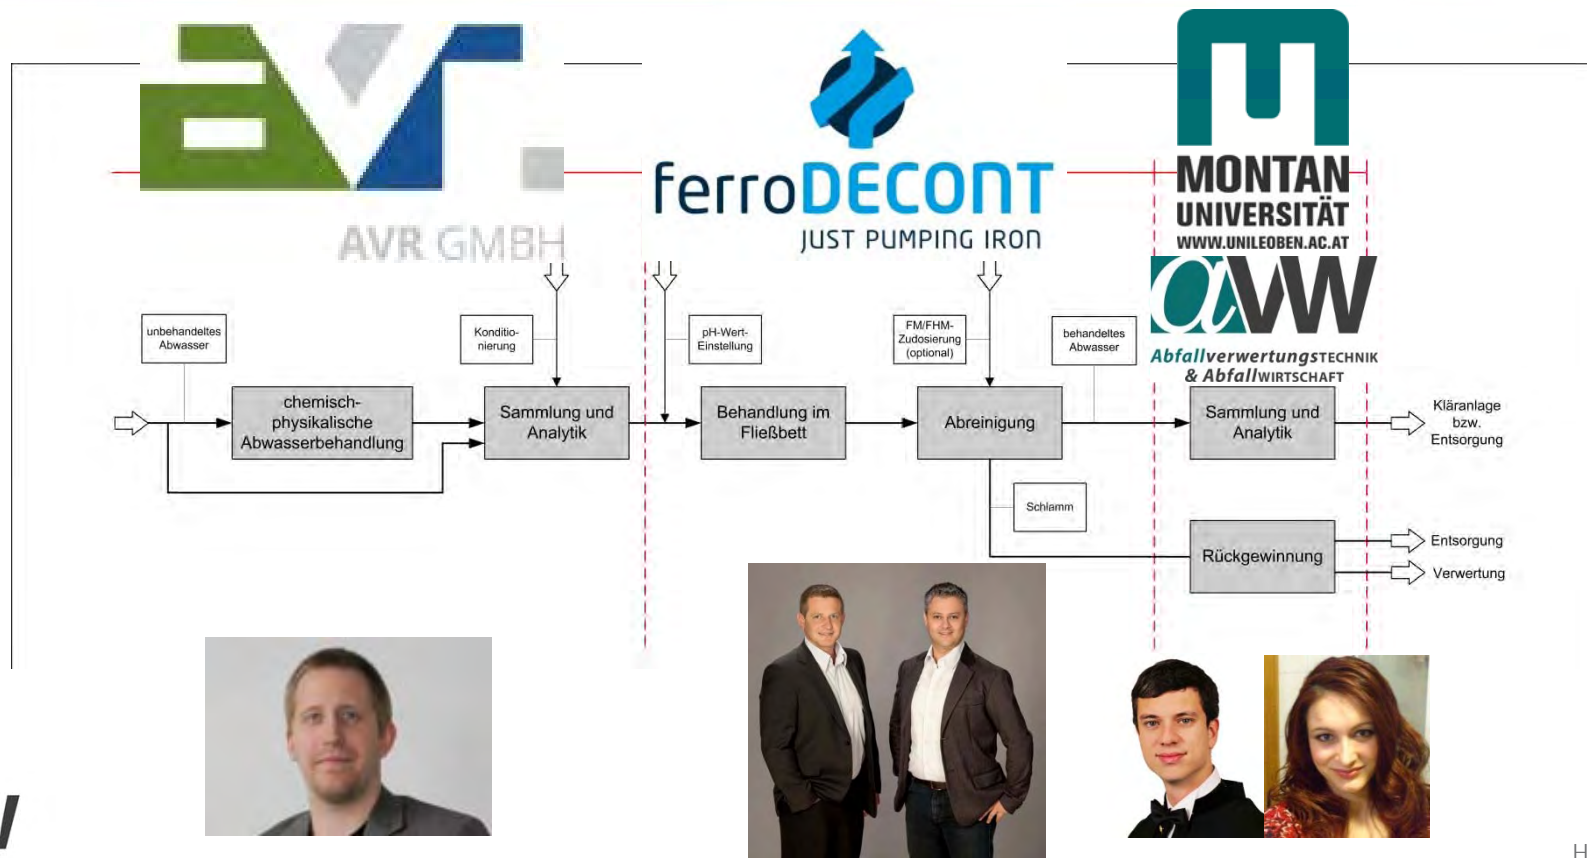 AVR GMBH
ferroDECONT
JUST PUMPING IRON
MONTAN
UNIVERSITÄT
WWW.UNILEOBEN.AC.AT
aVW
Abfallverwertungstechnik
& Abfallwirtschaft
unbehandeltes
Abwasser
Konditio-
nierung
pH-Wert-
Einstellung
FM/FHM-
Zudosierung
(optional)
behandeltes
Abwasser
chemisch-
physikalische
Abwasserbehandlung
Sammlung und
Analytik
Behandlung im
Fließbett
Abreinigung
Sammlung und
Analytik
Kläranlage
bzw.
Entsorgung
Schlamm
Rückgewinnung
Entsorgung
Verwertung